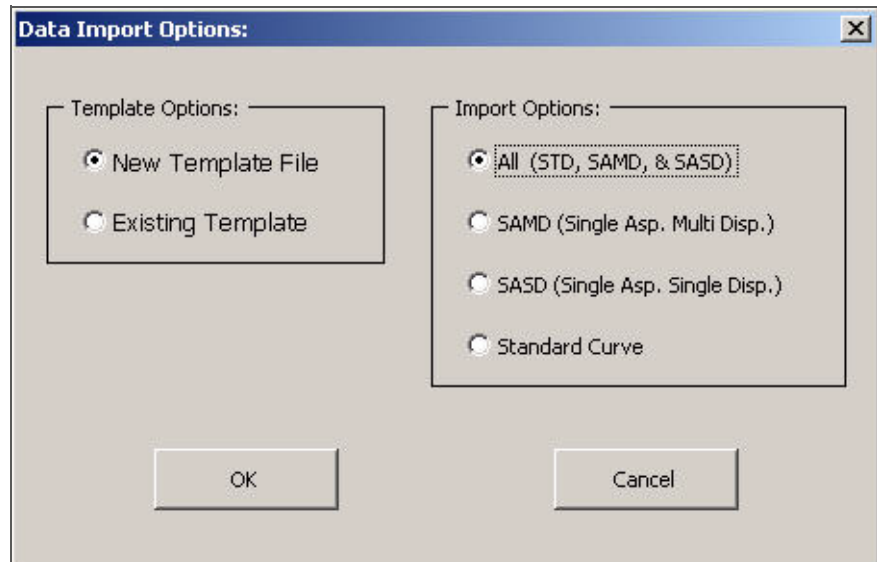 Data Import Options:
Template Options:
New Template File
Existing Template
Import Options:
All (STD, SAMD, & SASD)
SAMD (Single Asp. Multi Disp.)
SASD (Single Asp. Single Disp.)
Standard Curve
OK
Cancel